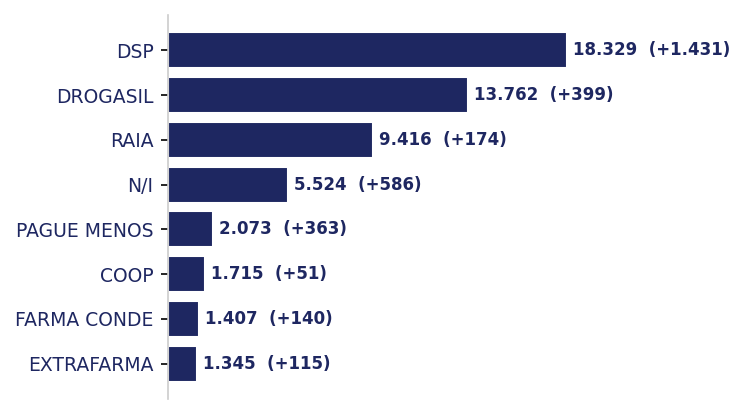 DSP 18.329 (+1.431)
DROGASIL 13.762 (+399)
RAIA 9.416 (+174)
N/I 5.524 (+586)
PAGUE MENOS 2.073 (+363)
COOP 1.715 (+51)
FARMA CONDE 1.407 (+140)
EXTRAFARMA 1.345 (+115)